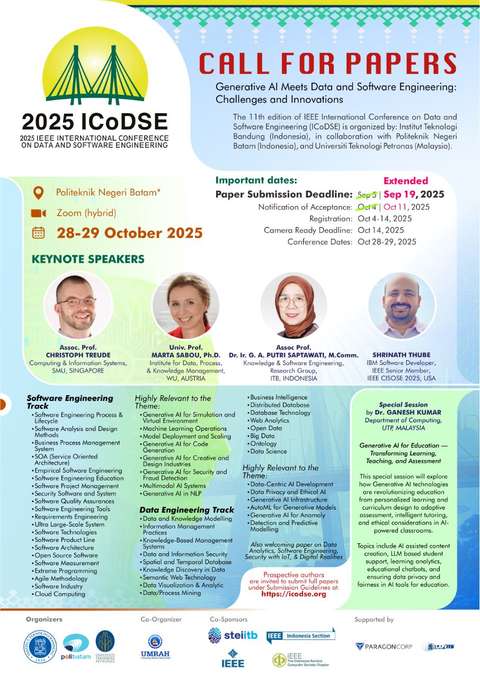 CALL FOR PAPERS
Generative AI Meets Data and Software Engineering:
Challenges and Innovations
The 11th edition of IEEE International Conference on Data and
Software Engineering (ICoDSE) is organized by: Institut Teknologi
Bandung (Indonesia), in collaboration with Politeknik Negeri
Batam (Indonesia), and Universiti Teknologi Petronas (Malaysia).
2025 ICoDSE
2025 IEEE INTERNATIONAL CONFERENCE
ON DATA AND SOFTWARE ENGINEERING
Politeknik Negeri Batam*
Zoom (hybrid)
28-29 October 2025
Important dates:
Extended
Paper Submission Deadline: Sep 5 | Sep 19, 2025
Notification of Acceptance: Oct 4 | Oct 11, 2025
Registration: Oct 4-14, 2025
Camera Ready Deadline: Oct 14, 2025
Conference Dates: Oct 28-29, 2025
KEYNOTE SPEAKERS
Assoc. Prof.
CHRISTOPH TREUDE
Computing & Information Systems,
SMU, SINGAPORE
Univ. Prof.
MARTA SABOU, Ph.D.
Institute for Data, Process,
& Knowledge Management,
WU, AUSTRIA
Assoc Prof.
Dr. Ir. G. A. PUTRI SAPTAWATI, M.Comm.
Knowledge & Software Engineering,
Research Group,
ITB, INDONESIA
SHRINATH THUBE
IBM Software Developer,
IEEE Senior Member,
IEEE CISOSE 2025, USA
Software Engineering
Track
•Software Engineering Process &
Lifecycle
•Software Analysis and Design
Methods
•Business Process Management
System
•SOA (Service Oriented
Architecture)
•Empirical Software Engineering
•Software Engineering Education
•Software Project Management
•Security Software and System
•Software Quality Assurances
•Software Engineering Tools
•Requirements Engineering
•Ultra Large-Scale System
•Software Technologies
•Software Product Line
•Software Architecture
•Open Source Software
•Software Measurement
•Extreme Programming
•Agile Methodology
•Software Industry
•Cloud Computing
Highly Relevant to the
Theme:
•Generative AI for Simulation and
Virtual Environment
•Machine Learning Operations
•Model Deployment and Scaling
•Generative AI for Code
Generation
•Generative AI for Creative and
Design Industries
•Generative AI for Security and
Fraud Detection
•Multimodal AI Systems
•Generative AI in NLP
Data Engineering Track
•Data and Knowledge Modelling
•Information Management
Practices
•Knowledge-Based Management
Systems
•Data and Information Security
•Spatial and Temporal Database
•Knowledge Discovery in Data
•Semantic Web Technology
•Data Visualization & Analytic
•Data/Process Mining
•Business Intelligence
•Distributed Database
•Database Technology
•Web Analytics
•Open Data
•Big Data
•Ontology
•Data Science
Highly Relevant to the
Theme:
•Data-Centric AI Development
•Data Privacy and Ethical AI
•Generative AI Infrastructure
•AutoML for Generative Models
•Generative AI for Anomaly
•Detection and Predictive
Modelling
Also welcoming paper on Data
Analytics, Software Engineering,
Security with IoT, & Digital Realities
Prospective authors
are invited to submit full papers
under Submission Guidelines at:
https://icodse.org
Special Session
by Dr. GANESH KUMAR
Department of Computing,
UTP, MALAYSIA
Generative AI for Education —
Transforming Learning,
Teaching, and Assessment
This special session will explore
how Generative AI technologies
are revolutionizing education
from personalized learning and
curriculum design to adaptive
assessment, intelligent tutoring,
and ethical considerations in AI-
powered classrooms.
Topics include AI assisted content
creation, LLM based student
support, learning analytics,
educational chatbots, and
ensuring data privacy and
fairness in AI tools for education.
Organizers
Co-Organizer
Co-Sponsors
Supported by
polibatam
UMRAH
steiitb
IEEE
IEEE
Indonesia Section
IEEE
PARAGONCORP